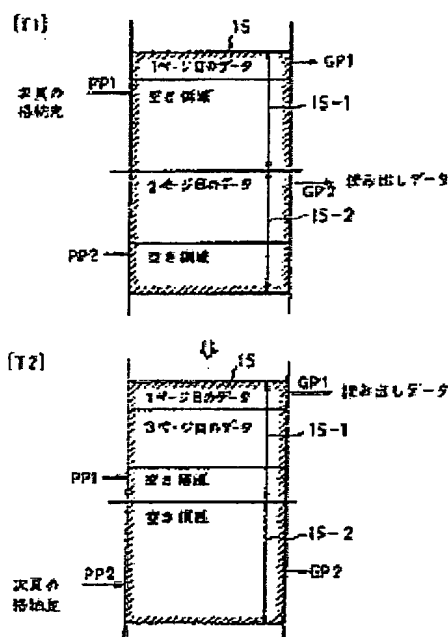 [T1]
15
1ページ目のデータ
GP1
PP1
次頁の
格納先
空き領域
15-1
2ページ目のデータ
GP2
読み出しデータ
15-2
PP2
空き領域
[T2]
15
GP1
読み出しデータ
1ページ目のデータ
3ページ目のデータ
15-1
PP1
空き領域
空き領域
15-2
次頁の
格納先
PP2
GP2